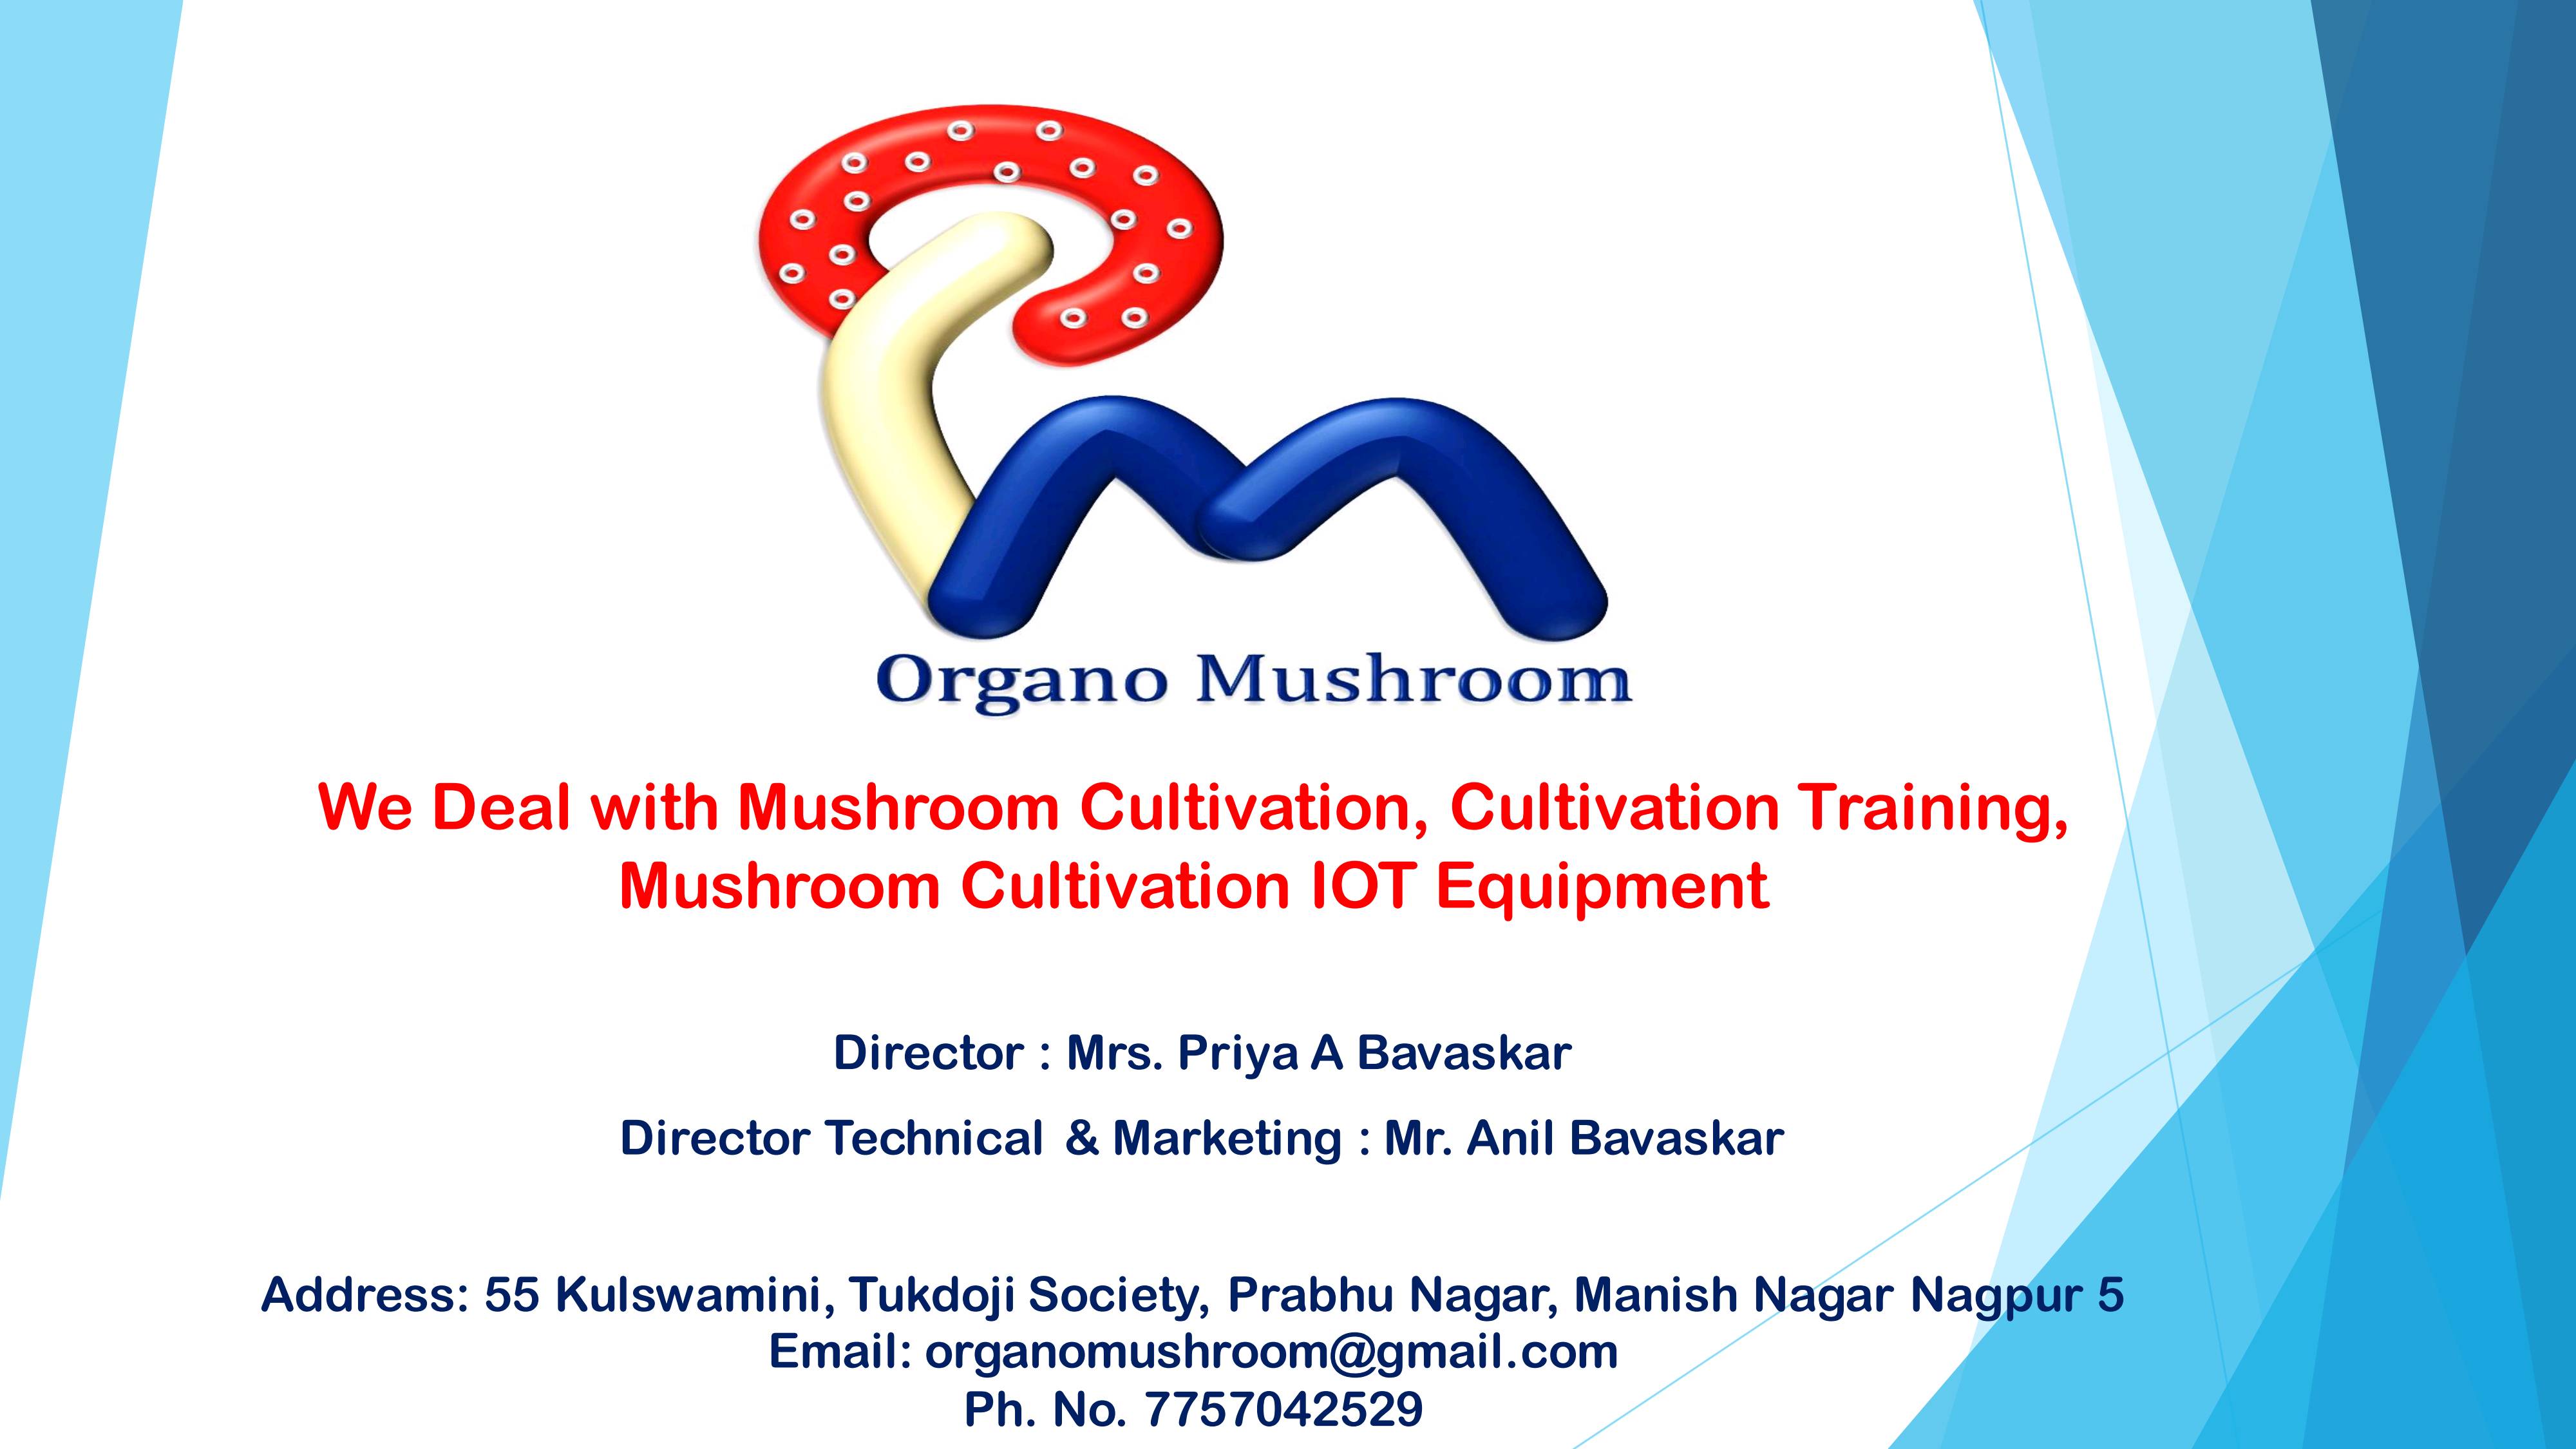 Organo Mushroom
We Deal with Mushroom Cultivation, Cultivation Training,
Mushroom Cultivation IOT Equipment
Director : Mrs. Priya A Bavaskar
Director Technical & Marketing : Mr. Anil Bavaskar
Address: 55 Kulswamini, Tukdoji Society, Prabhu Nagar, Manish Nagar Nagpur 5
Email: organomushroom@gmail.com
Ph. No. 7757042529